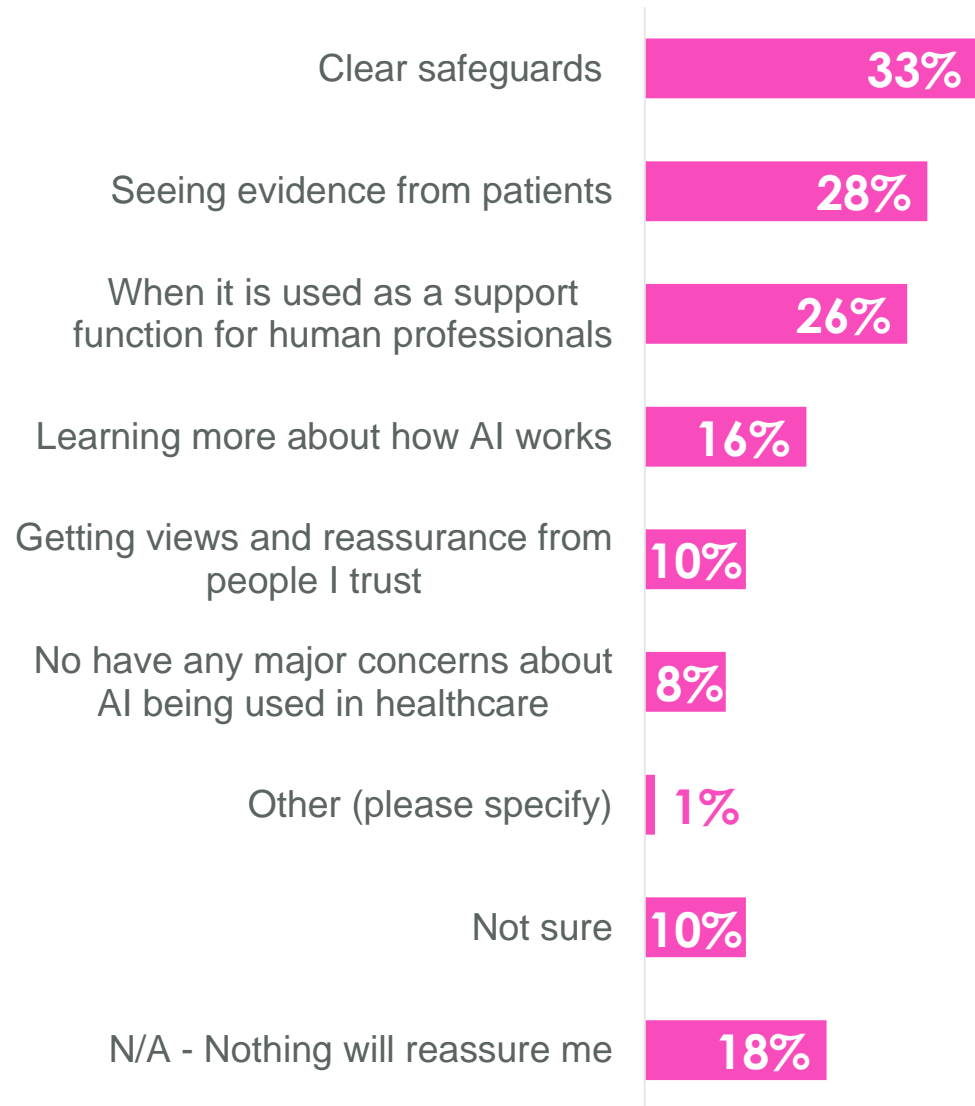 Clear safeguards 33%
Seeing evidence from patients 28%
When it is used as a support
function for human professionals 26%
Learning more about how AI works 16%
Getting views and reassurance from
people I trust 10%
No have any major concerns about
AI being used in healthcare 8%
Other (please specify) 1%
Not sure 10%
N/A - Nothing will reassure me 18%